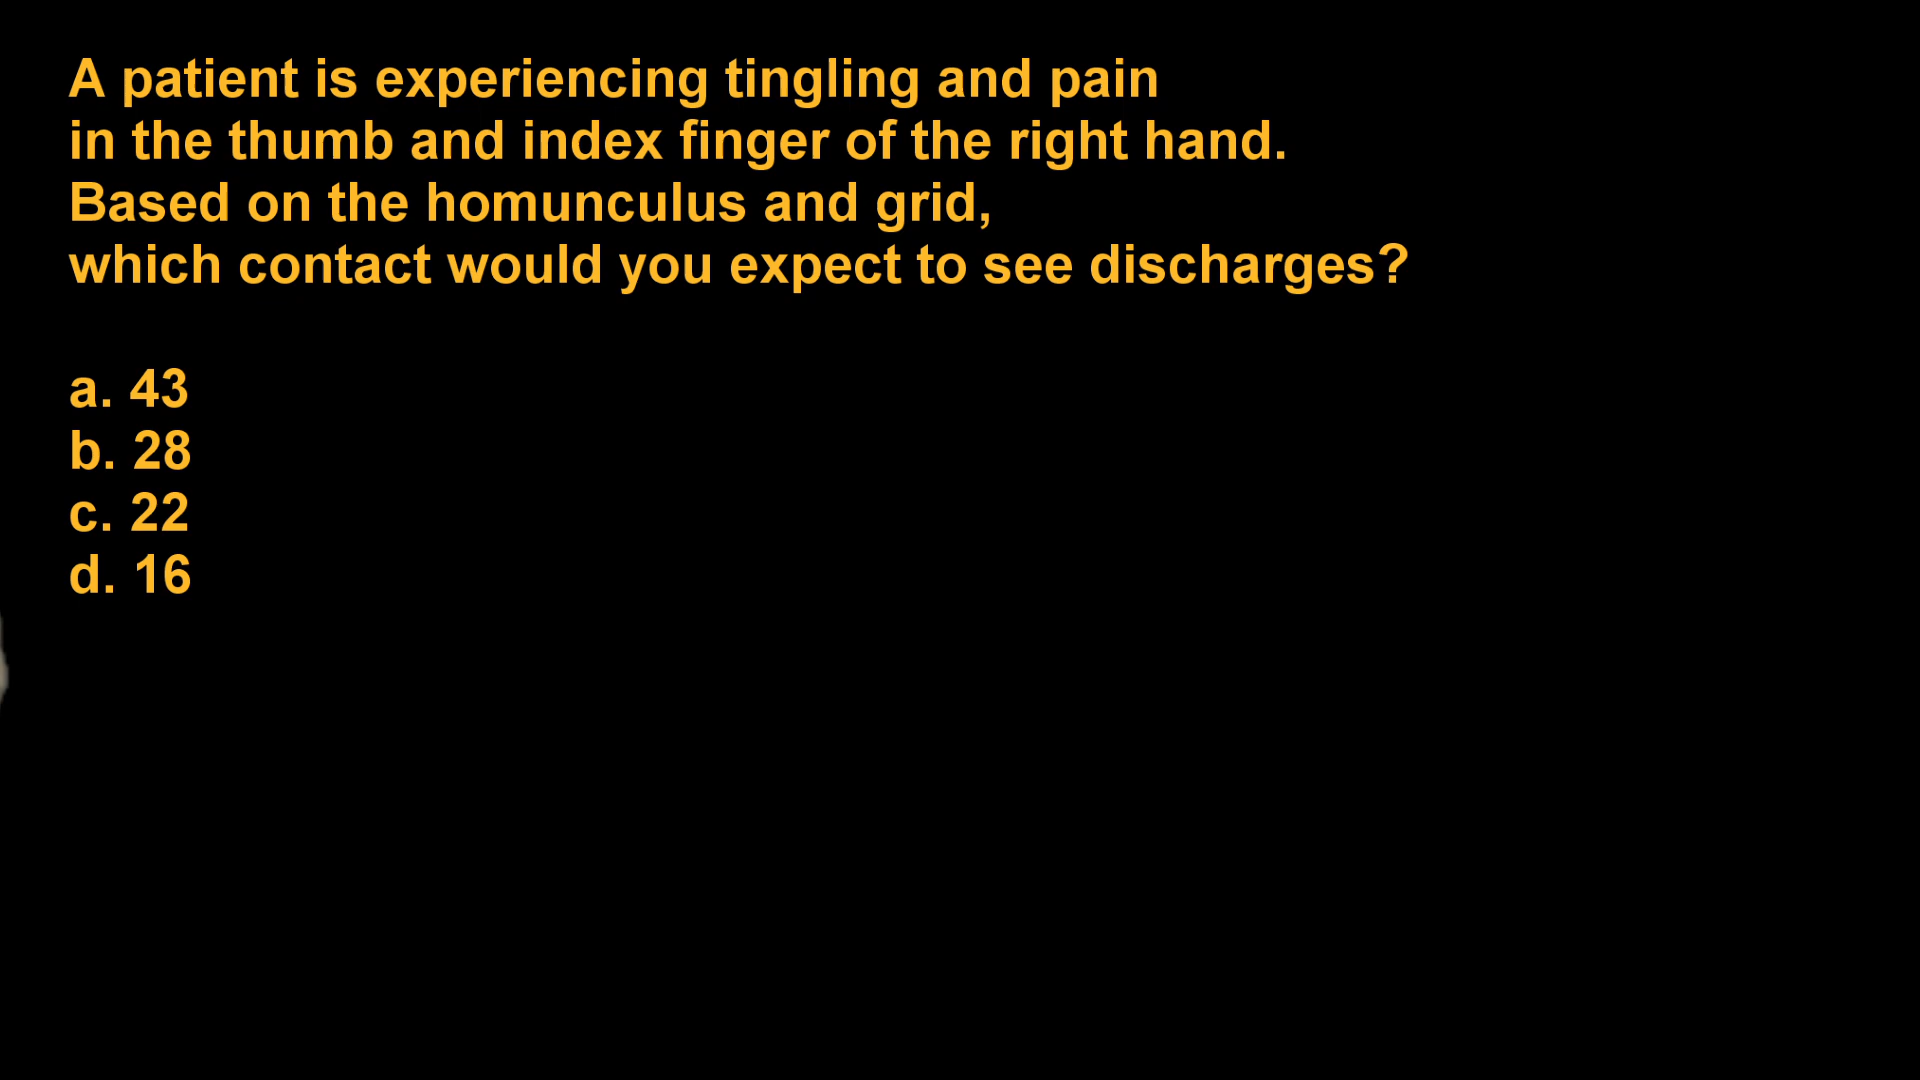 A patient is experiencing tingling and pain
in the thumb and index finger of the right hand.
Based on the homunculus and grid,
which contact would you expect to see discharges?
a. 43
b. 28
c. 22
d. 16